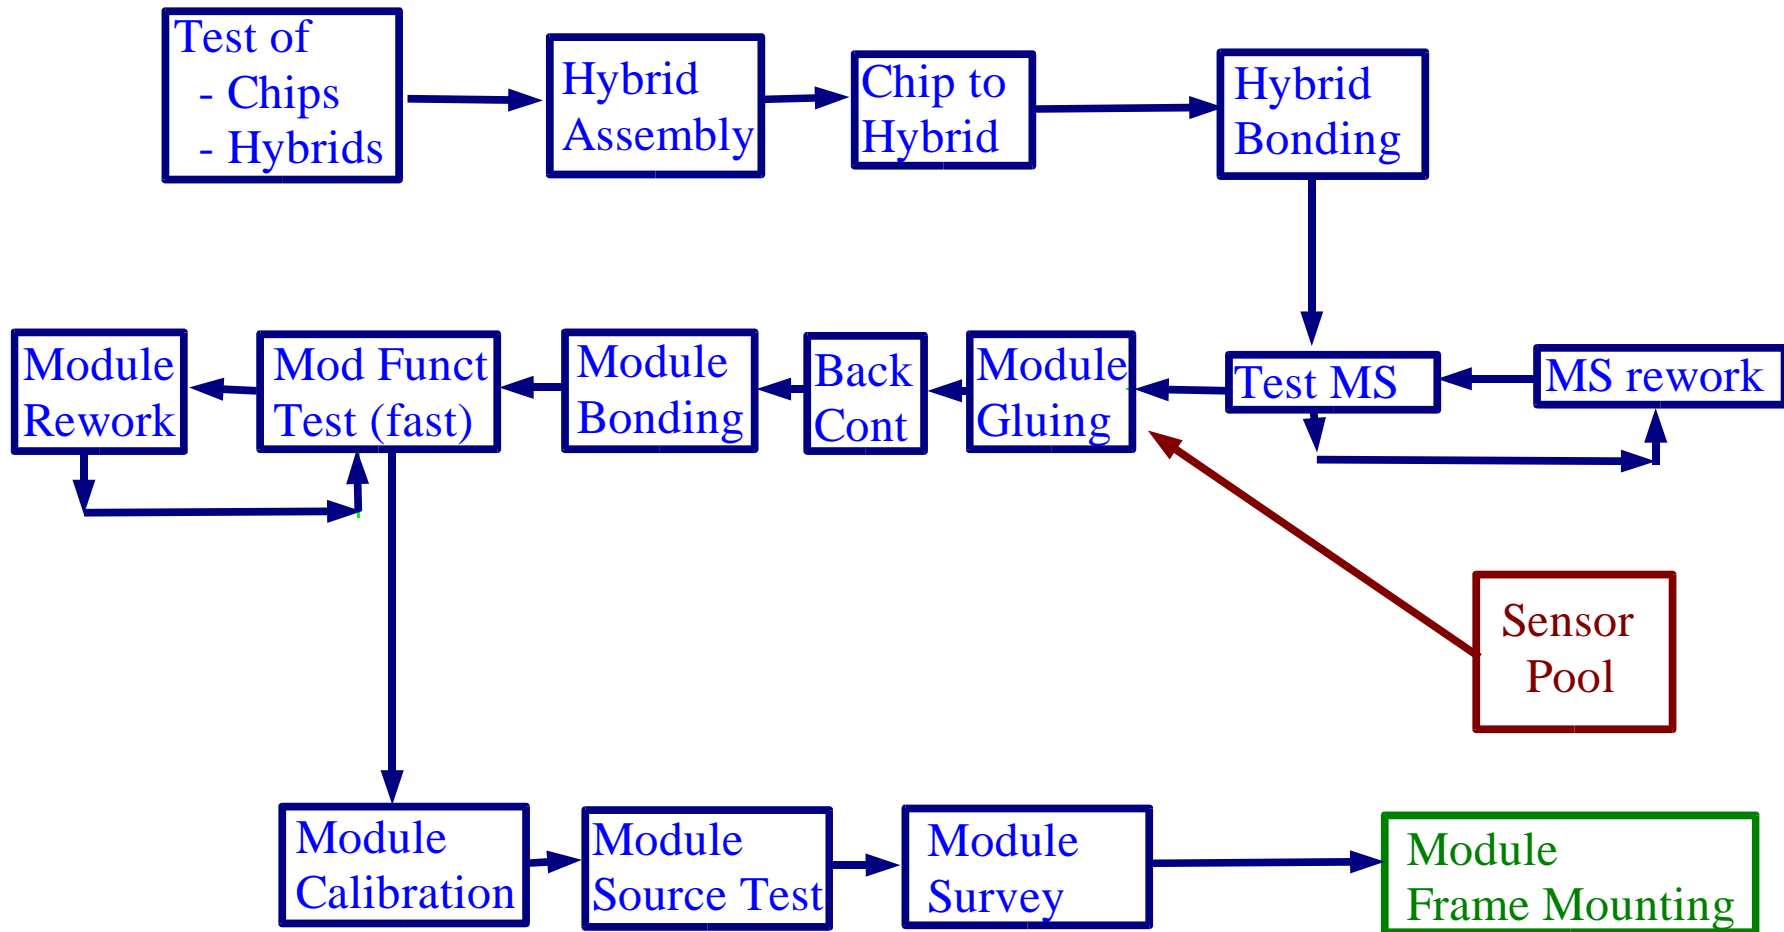 Test of
- Chips
- Hybrids
Hybrid
Assembly
Chip to
Hybrid
Hybrid
Bonding
Module
Rework
Mod Funct
Test (fast)
Module
Bonding
Back
Cont
Module
Gluing
Test MS
MS rework
Sensor
Pool
Module
Calibration
Module
Source Test
Module
Survey
Module
Frame Mounting